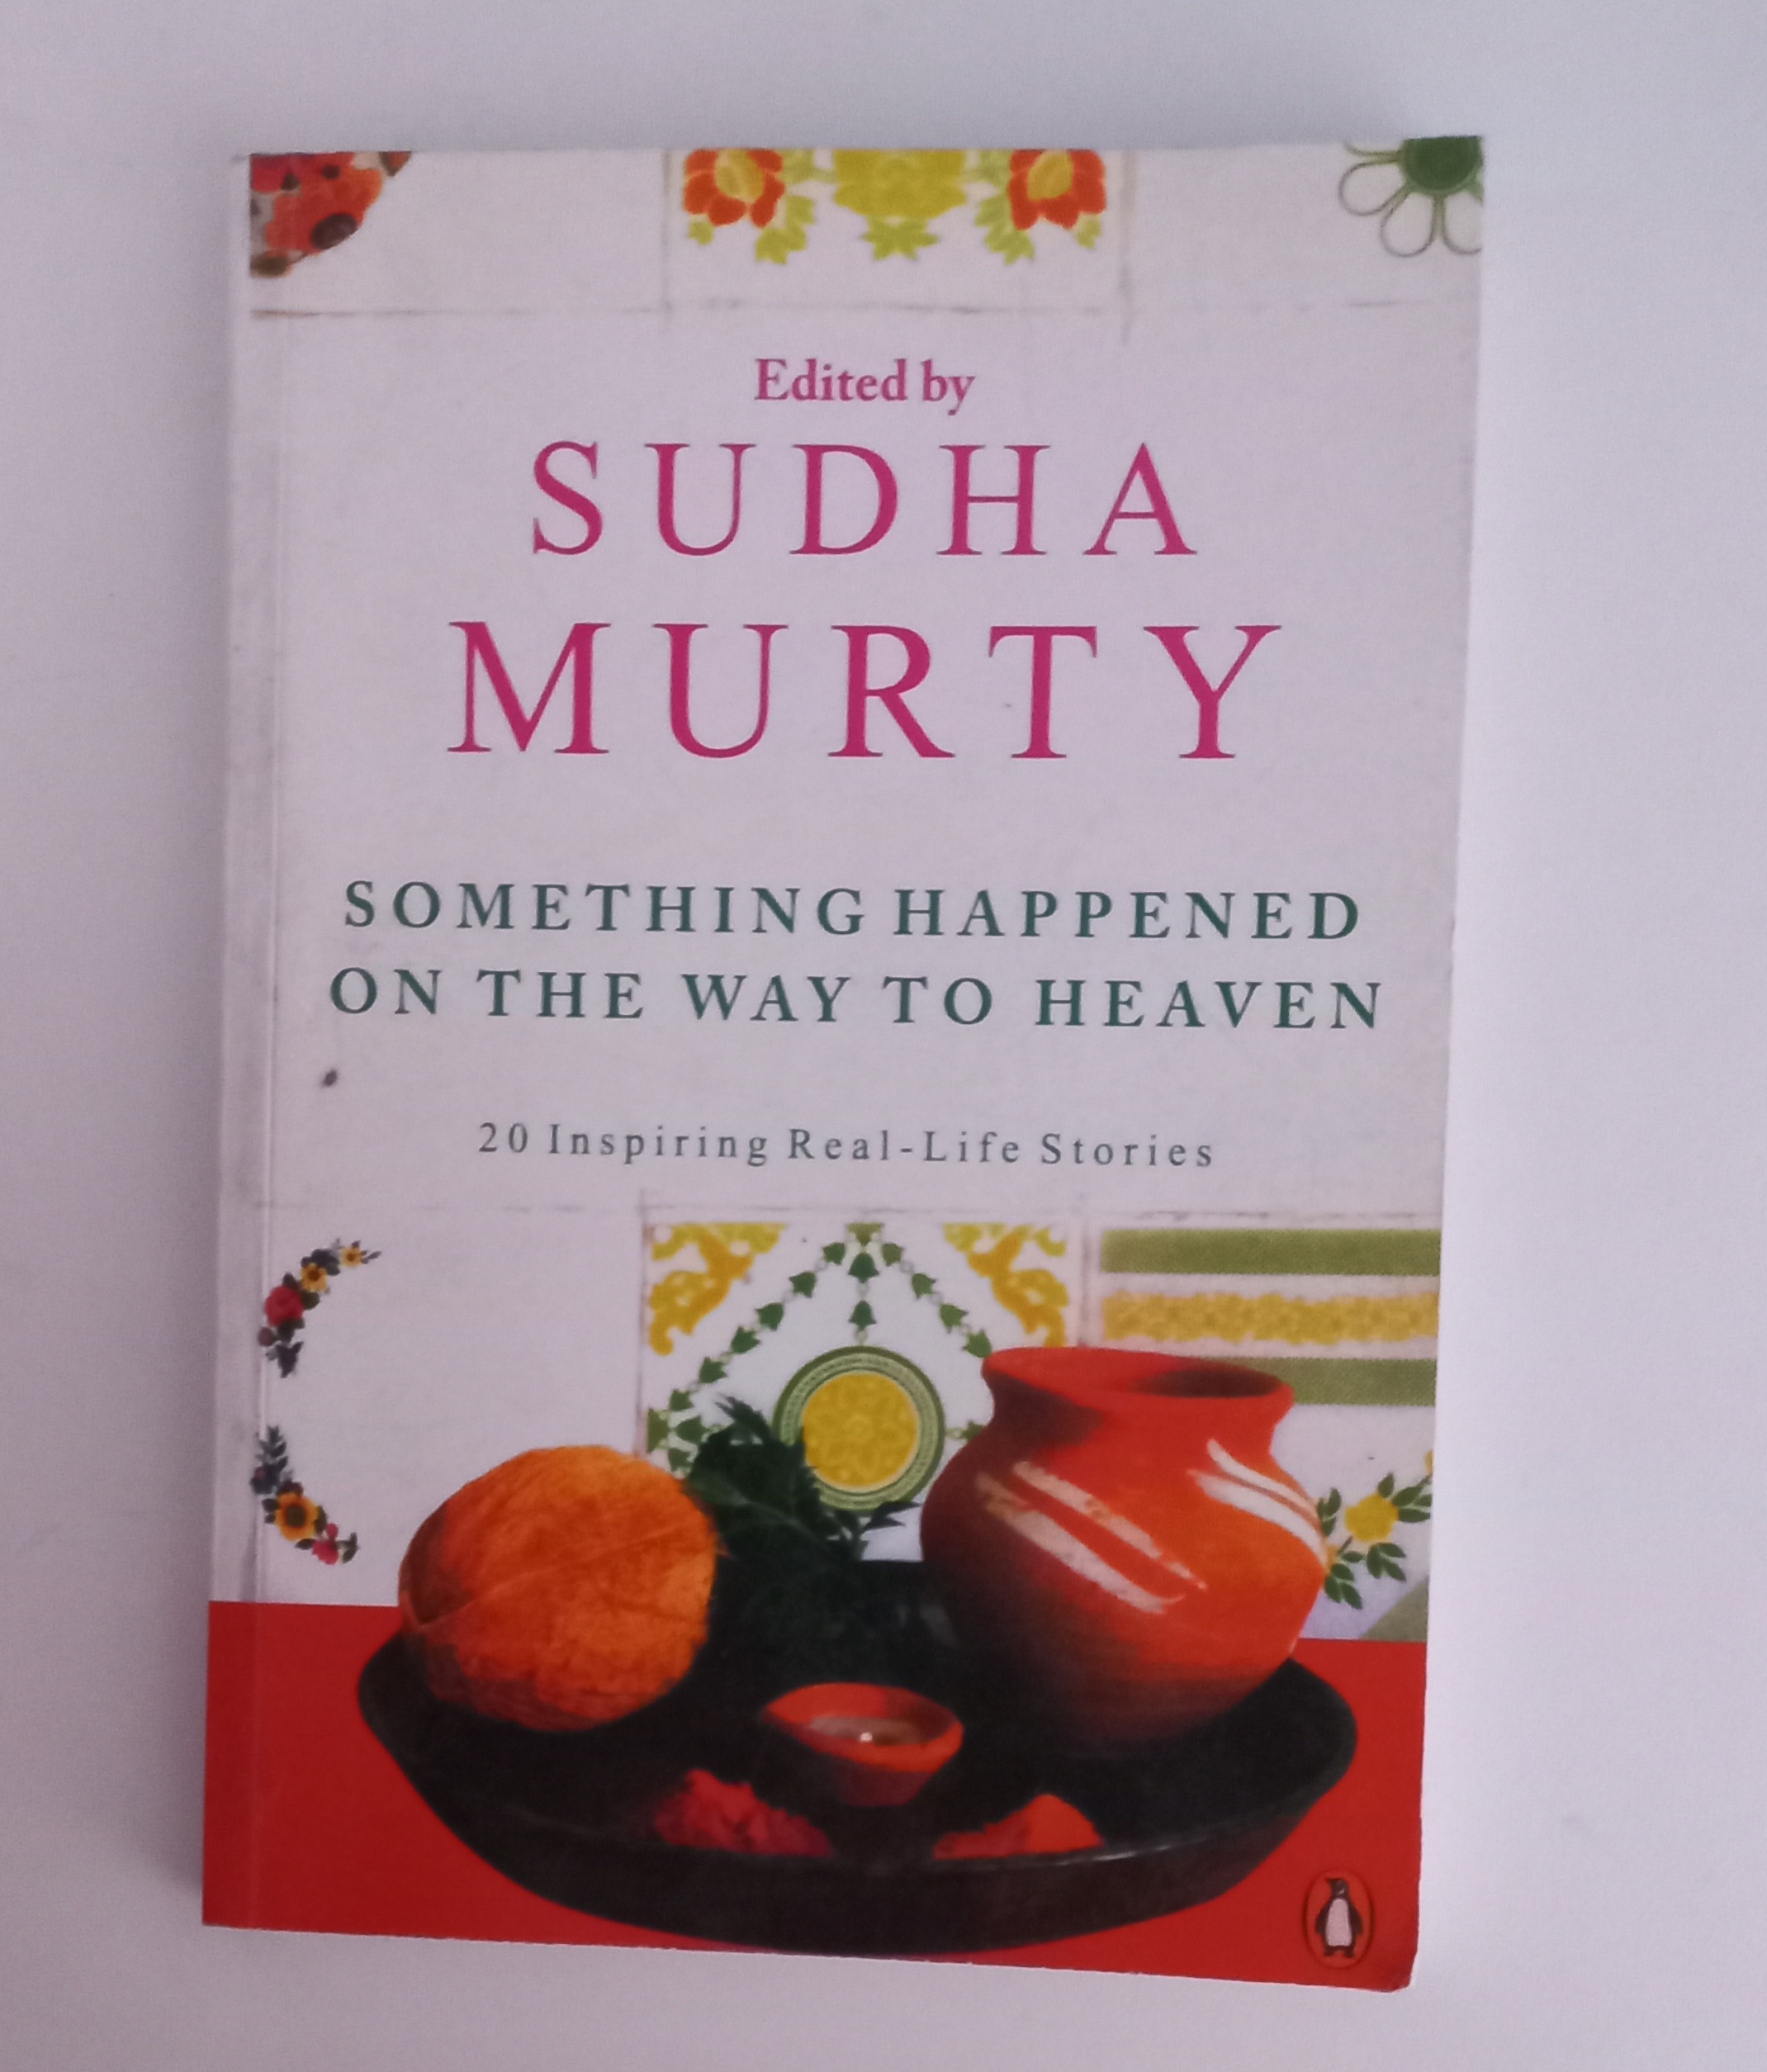 Edited by
SUDHA
MURTY
SOMETHING HAPPENED
ON THE WAY TO HEAVEN
20 Inspiring Real-Life Stories